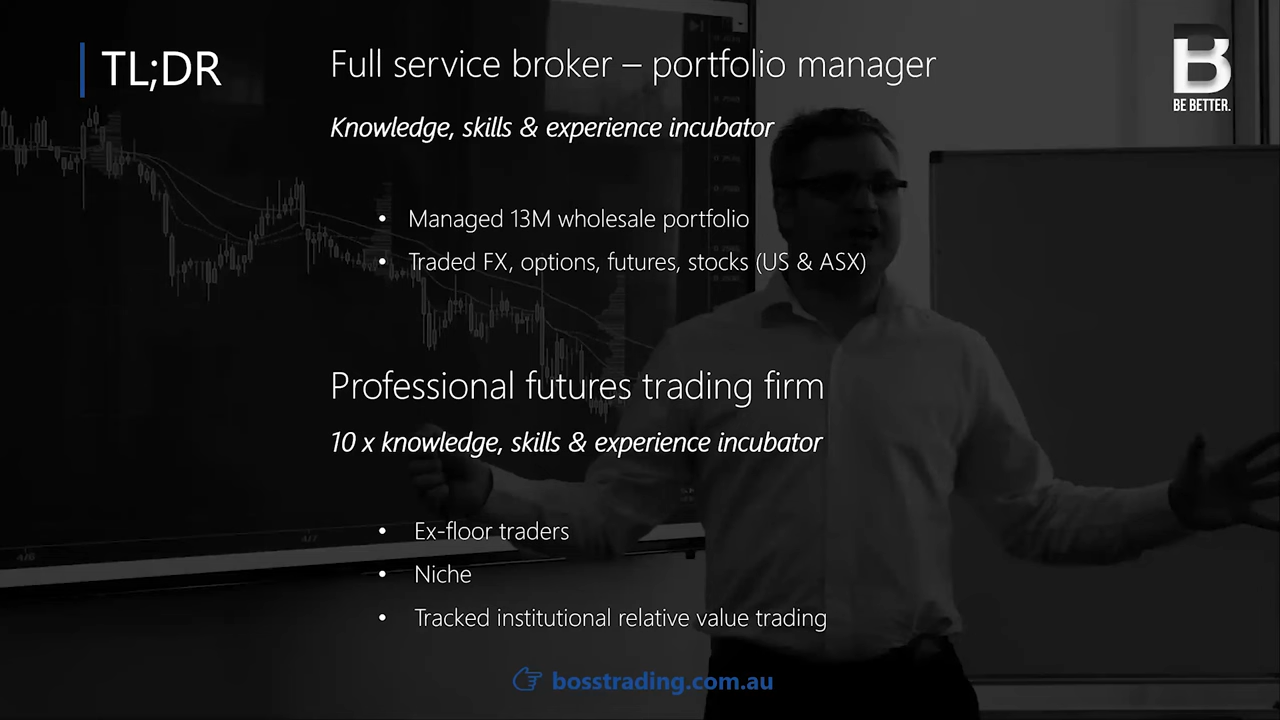 TL;DR
Full service broker – portfolio manager
Knowledge, skills & experience incubator
• Managed 13M wholesale portfolio
• Traded FX, options, futures, stocks (US & ASX)
Professional futures trading firm
10 x knowledge, skills & experience incubator
• Ex-floor traders
• Niche
• Tracked institutional relative value trading
bosstrading.com.au
B
BE BETTER.